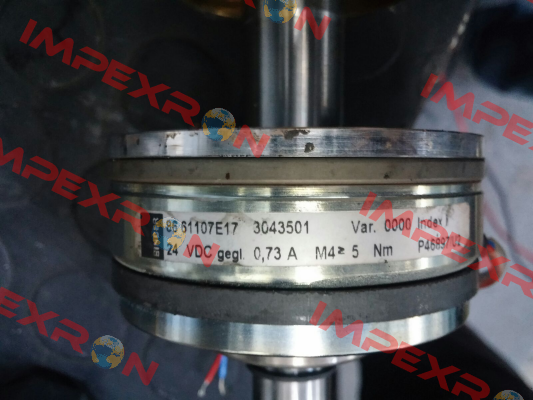 IMPEXRON
IMPEXRON
IMPEXRON
86 61107E17 3043501 Var. 0000 Index
24 VDC gegl. 0,73 A M4≥ 5 Nm
IMPEXRON
IMPEXRON
IMPEXRON